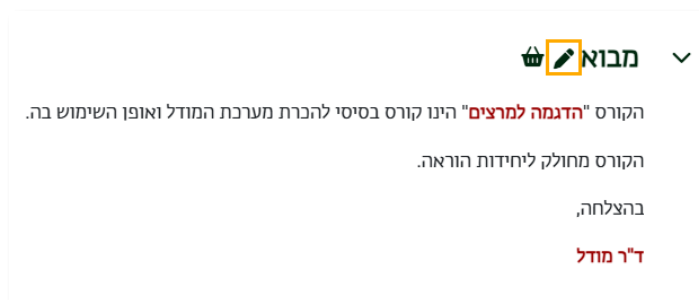 מבוא
הקורס "הדגמה למרצים" הינו קורס בסיסי להכרת מערכת המודל ואופן השימוש בה.
הקורס מחולק ליחידות הוראה.
בהצלחה,
ד"ר מודל